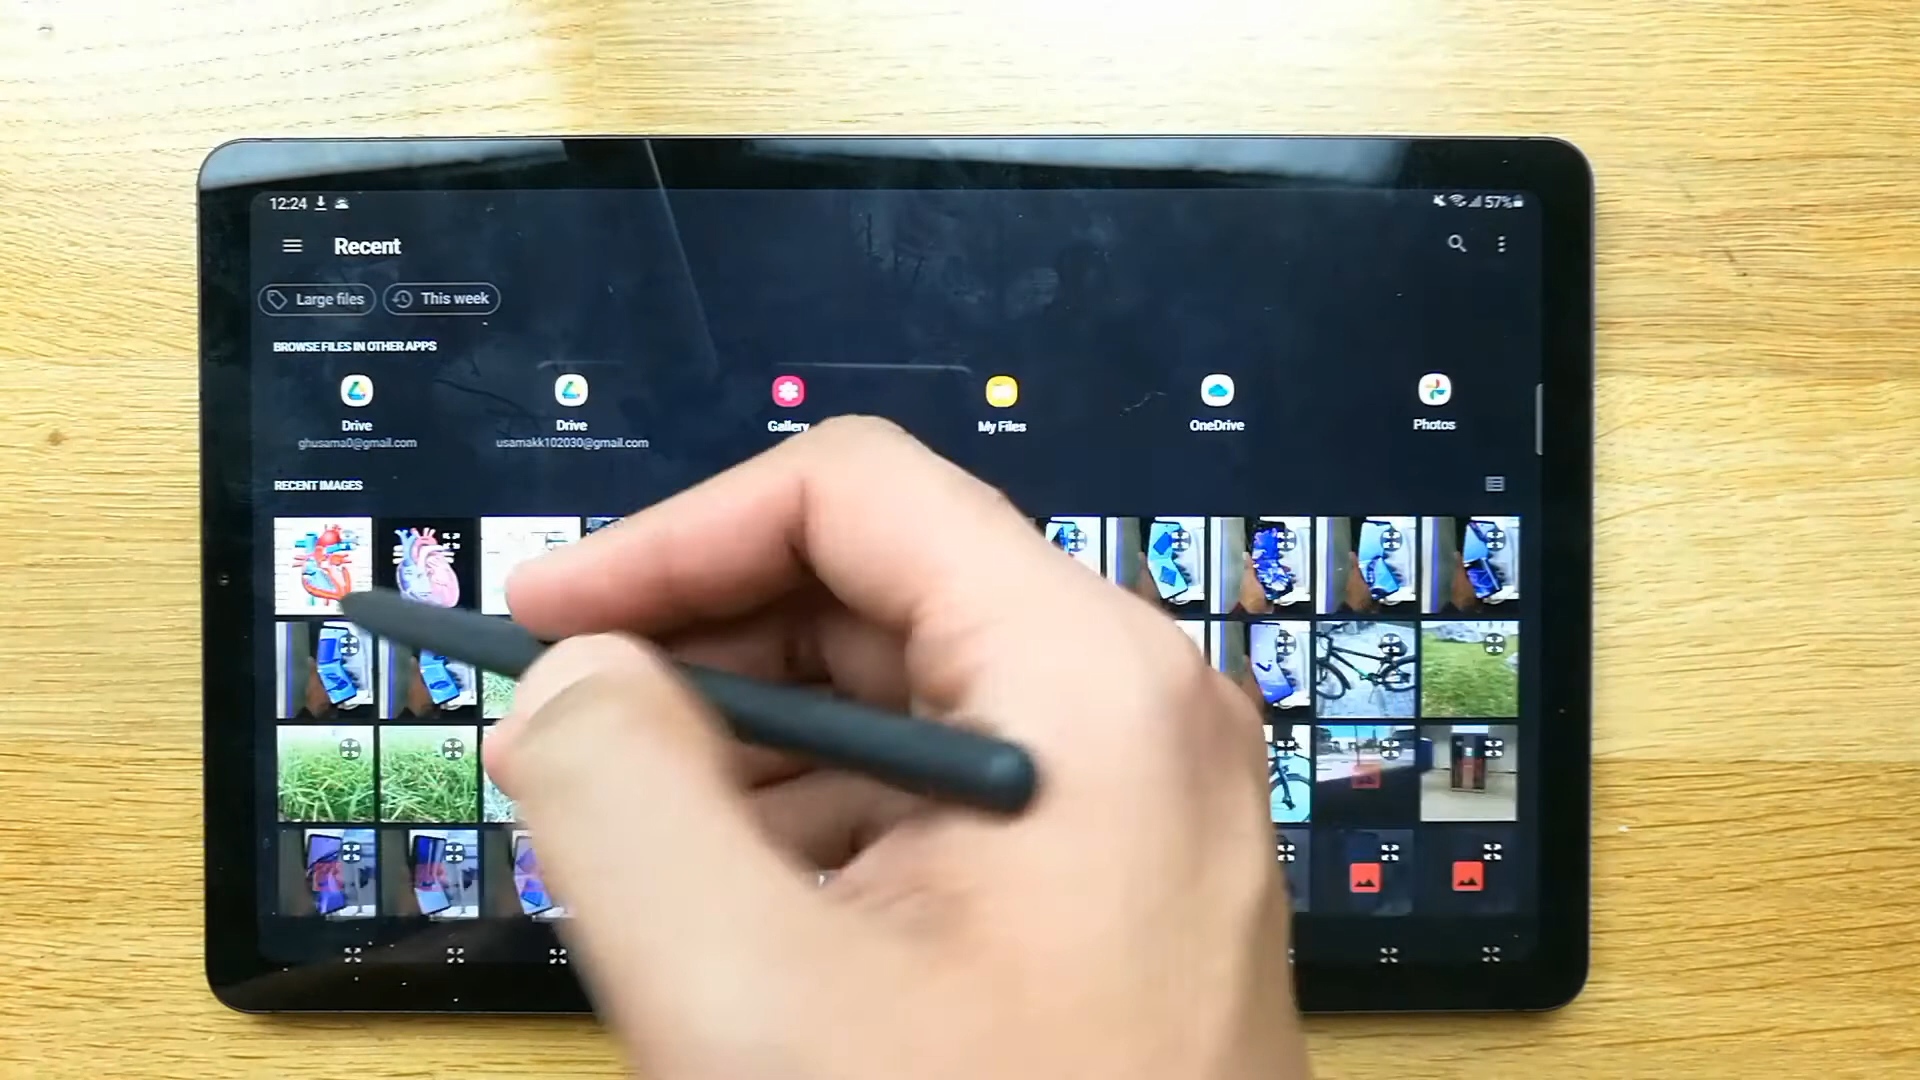 12:24
57%
Recent
Large files
This week
BROWSE FILES IN OTHER APPS
Drive
ghusama0@gmail.com
Drive
usamakk102030@gmail.com
Gallery
My Files
OneDrive
Photos
RECENT IMAGES